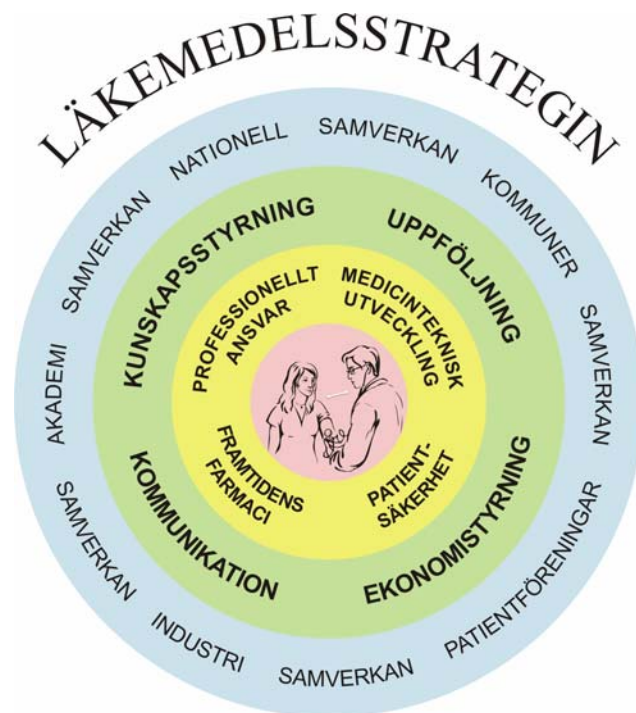 LÄKEMEDELSSTRATEGIN
NATIONELL
SAMVERKAN
KOMMUNER
SAMVERKAN
PATIENTFÖRENINGAR
SAMVERKAN
INDUSTRI
SAMVERKAN
AKADEMI
SAMVERKAN
KUNSKAPSSTYRNING
UPPFÖLJNING
EKONOMISTYRNING
KOMMUNIKATION
PROFESSIONELLT
ANSVAR
MEDICINTEKNISK
UTVECKLING
PATIENT-
SÄKERHET
FRAMTIDENS
FARMACI